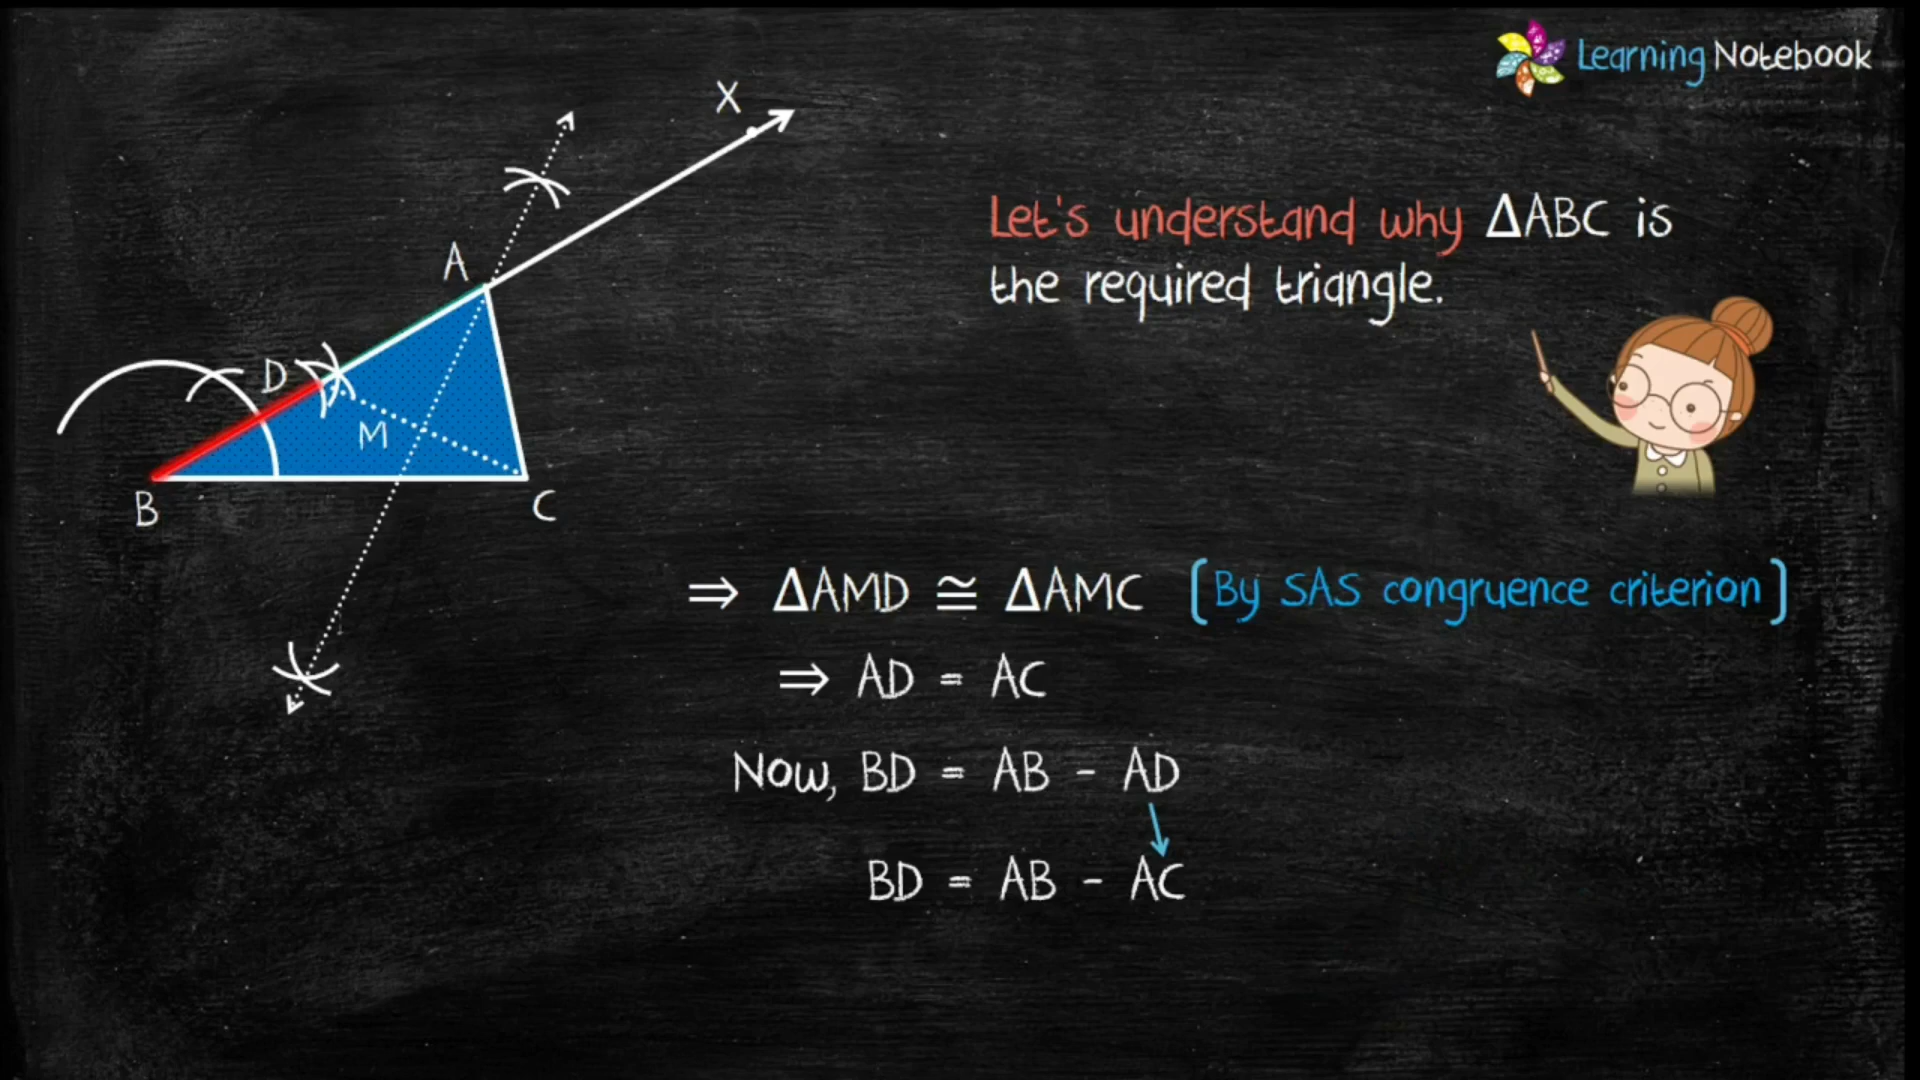 Learning Notebook
X
A
D
M
B
C
Let's understand why ΔABC is
the required triangle.
⇒ ΔAMD ≅ ΔAMC [By SAS congruence criterion]
⇒ AD = AC
Now, BD = AB - AD
BD = AB - AC